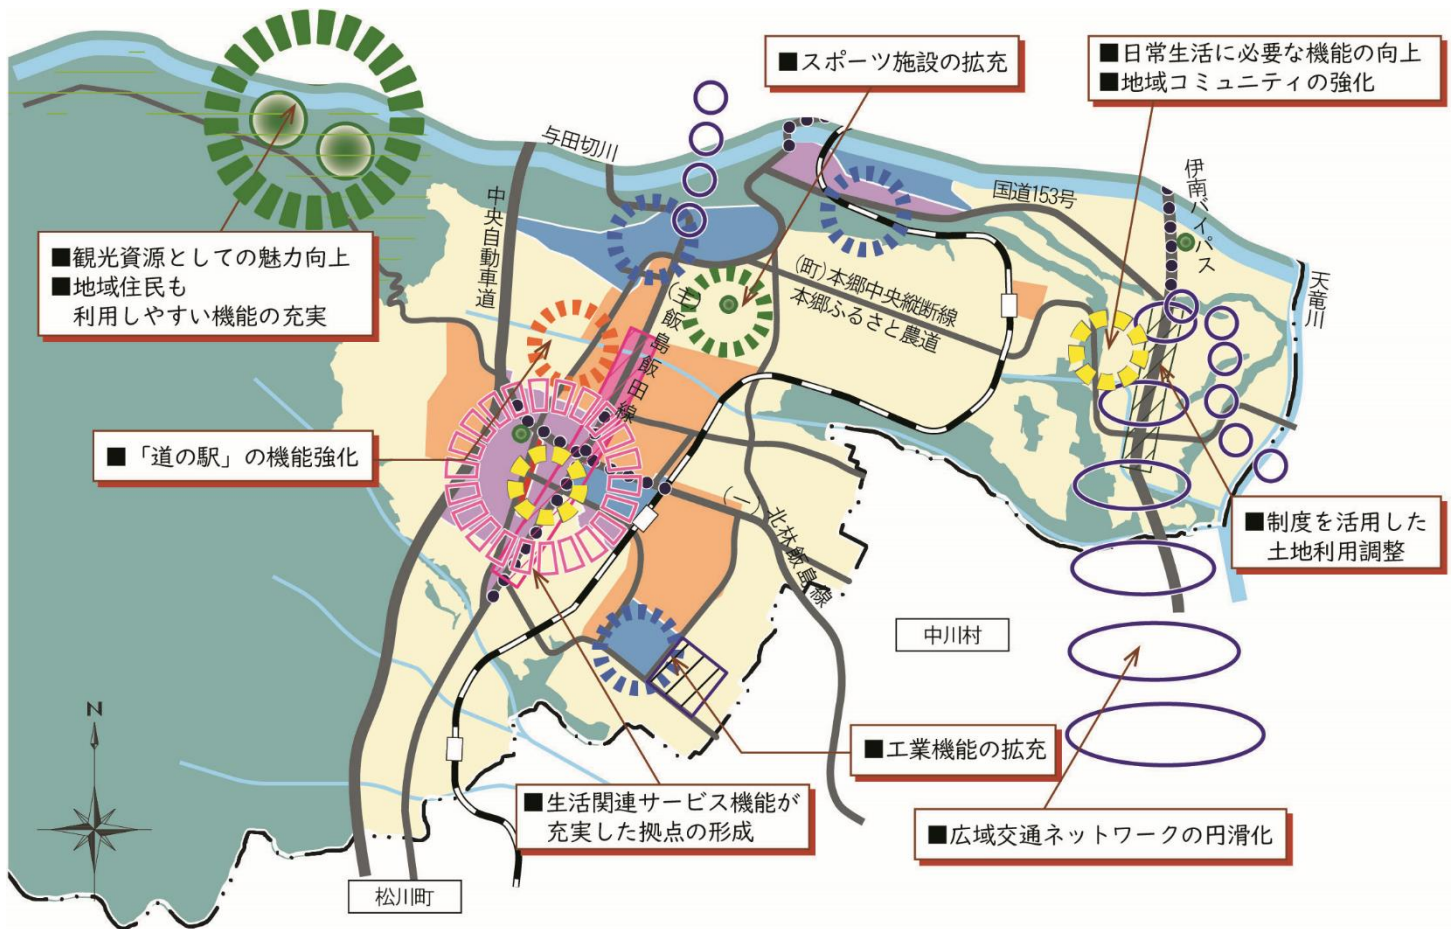 ■スポーツ施設の拡充
■日常生活に必要な機能の向上
■地域コミュニティの強化
与田切川
国道153号
伊南バイパス
天竜川
中央自動車道
■観光資源としての魅力向上
■地域住民も
利用しやすい機能の充実
(町)本郷中央縦断線
本郷ふるさと農道
(主)飯島飯田線
■「道の駅」の機能強化
(一)北林飯島線
■制度を活用した
土地利用調整
中川村
N
■工業機能の拡充
■生活関連サービス機能が
充実した拠点の形成
■広域交通ネットワークの円滑化
松川町